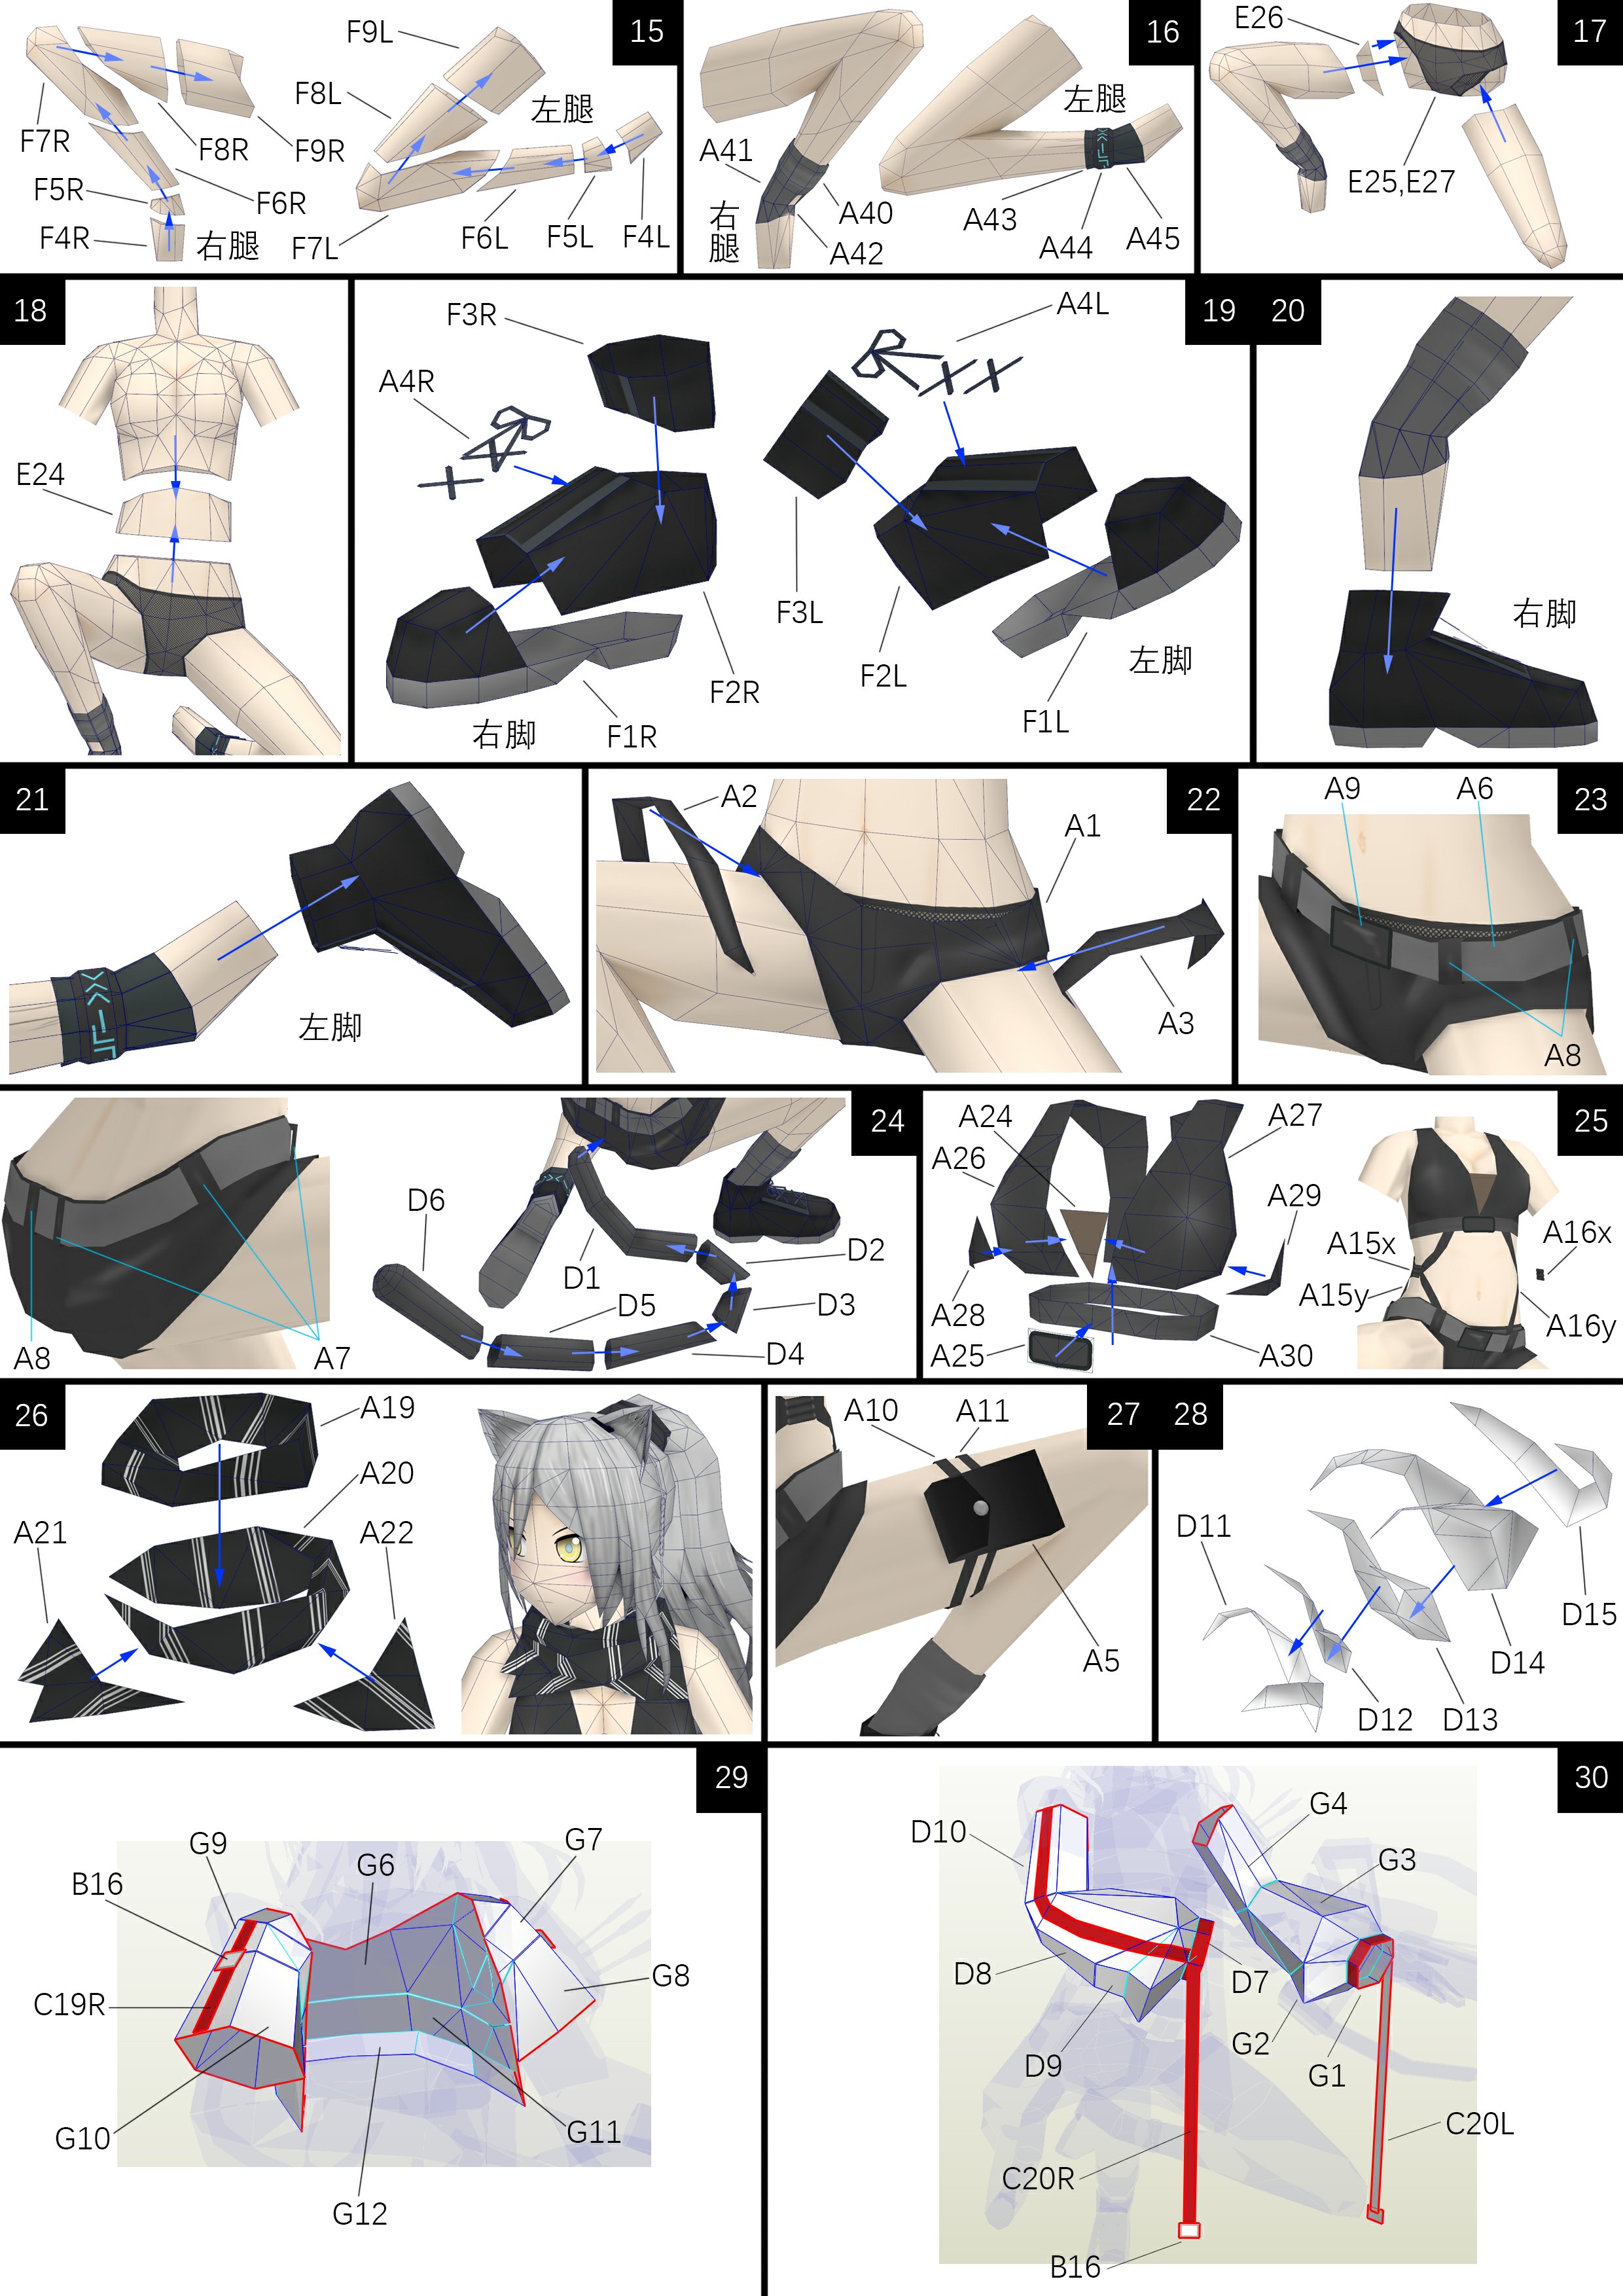 15
F9L
F8L
左腿
F7R
F8R
F9R
F5R
F6R
F4R
右腿
F7L
F6L
F5L
F4L
16
左腿
A41
A40
右腿
A42
A43
A44
A45
17
E26
E25,E27
18
E24
19
F3R
A4R
A4L
F3L
F2L
F2R
左脚
F1L
右脚
F1R
20
右脚
21
左脚
22
A2
A1
A3
23
A9
A6
A8
A8
A7
24
D6
D1
D2
D5
D3
D4
25
A24
A27
A26
A29
A28
A25
A30
A15x
A16x
A15y
A16y
26
A19
A20
A21
A22
27
A10
A11
A5
28
D11
D15
D14
D12
D13
29
G9
G7
G6
B16
G8
C19R
G10
G11
G12
30
G4
D10
G3
D8
D7
G2
D9
G1
C20L
C20R
B16